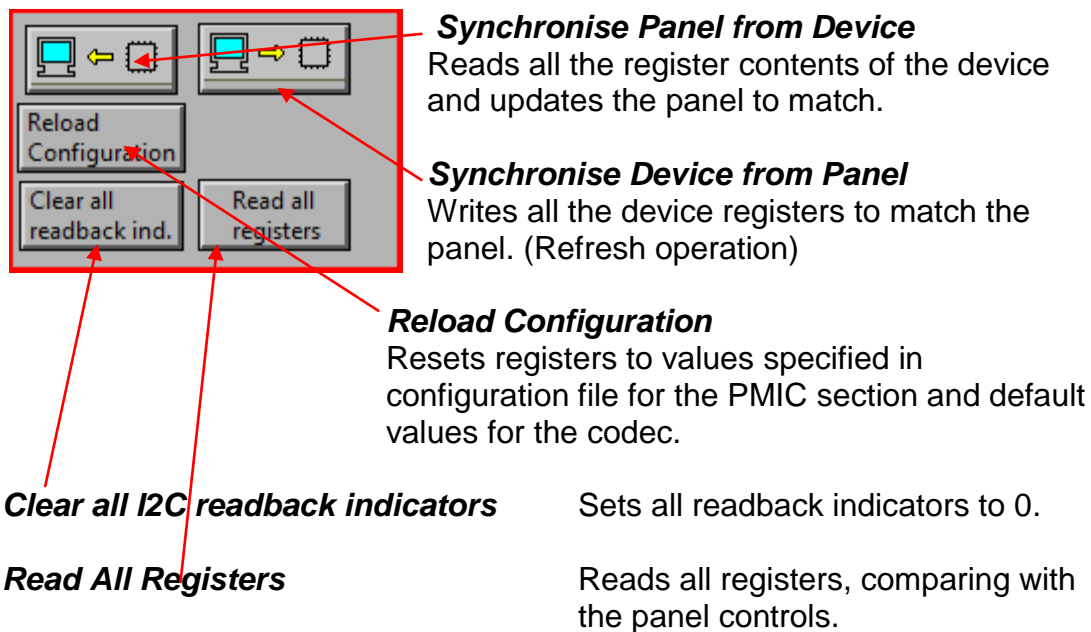 Synchronise Panel from Device
Reads all the register contents of the device
and updates the panel to match.
Reload
Configuration
Clear all
readback ind.
Read all
registers
Synchronise Device from Panel
Writes all the device registers to match the
panel. (Refresh operation)
Reload Configuration
Resets registers to values specified in
configuration file for the PMIC section and default
values for the codec.
Clear all I2C readback indicators
Sets all readback indicators to 0.
Read All Registers
Reads all registers, comparing with
the panel controls.